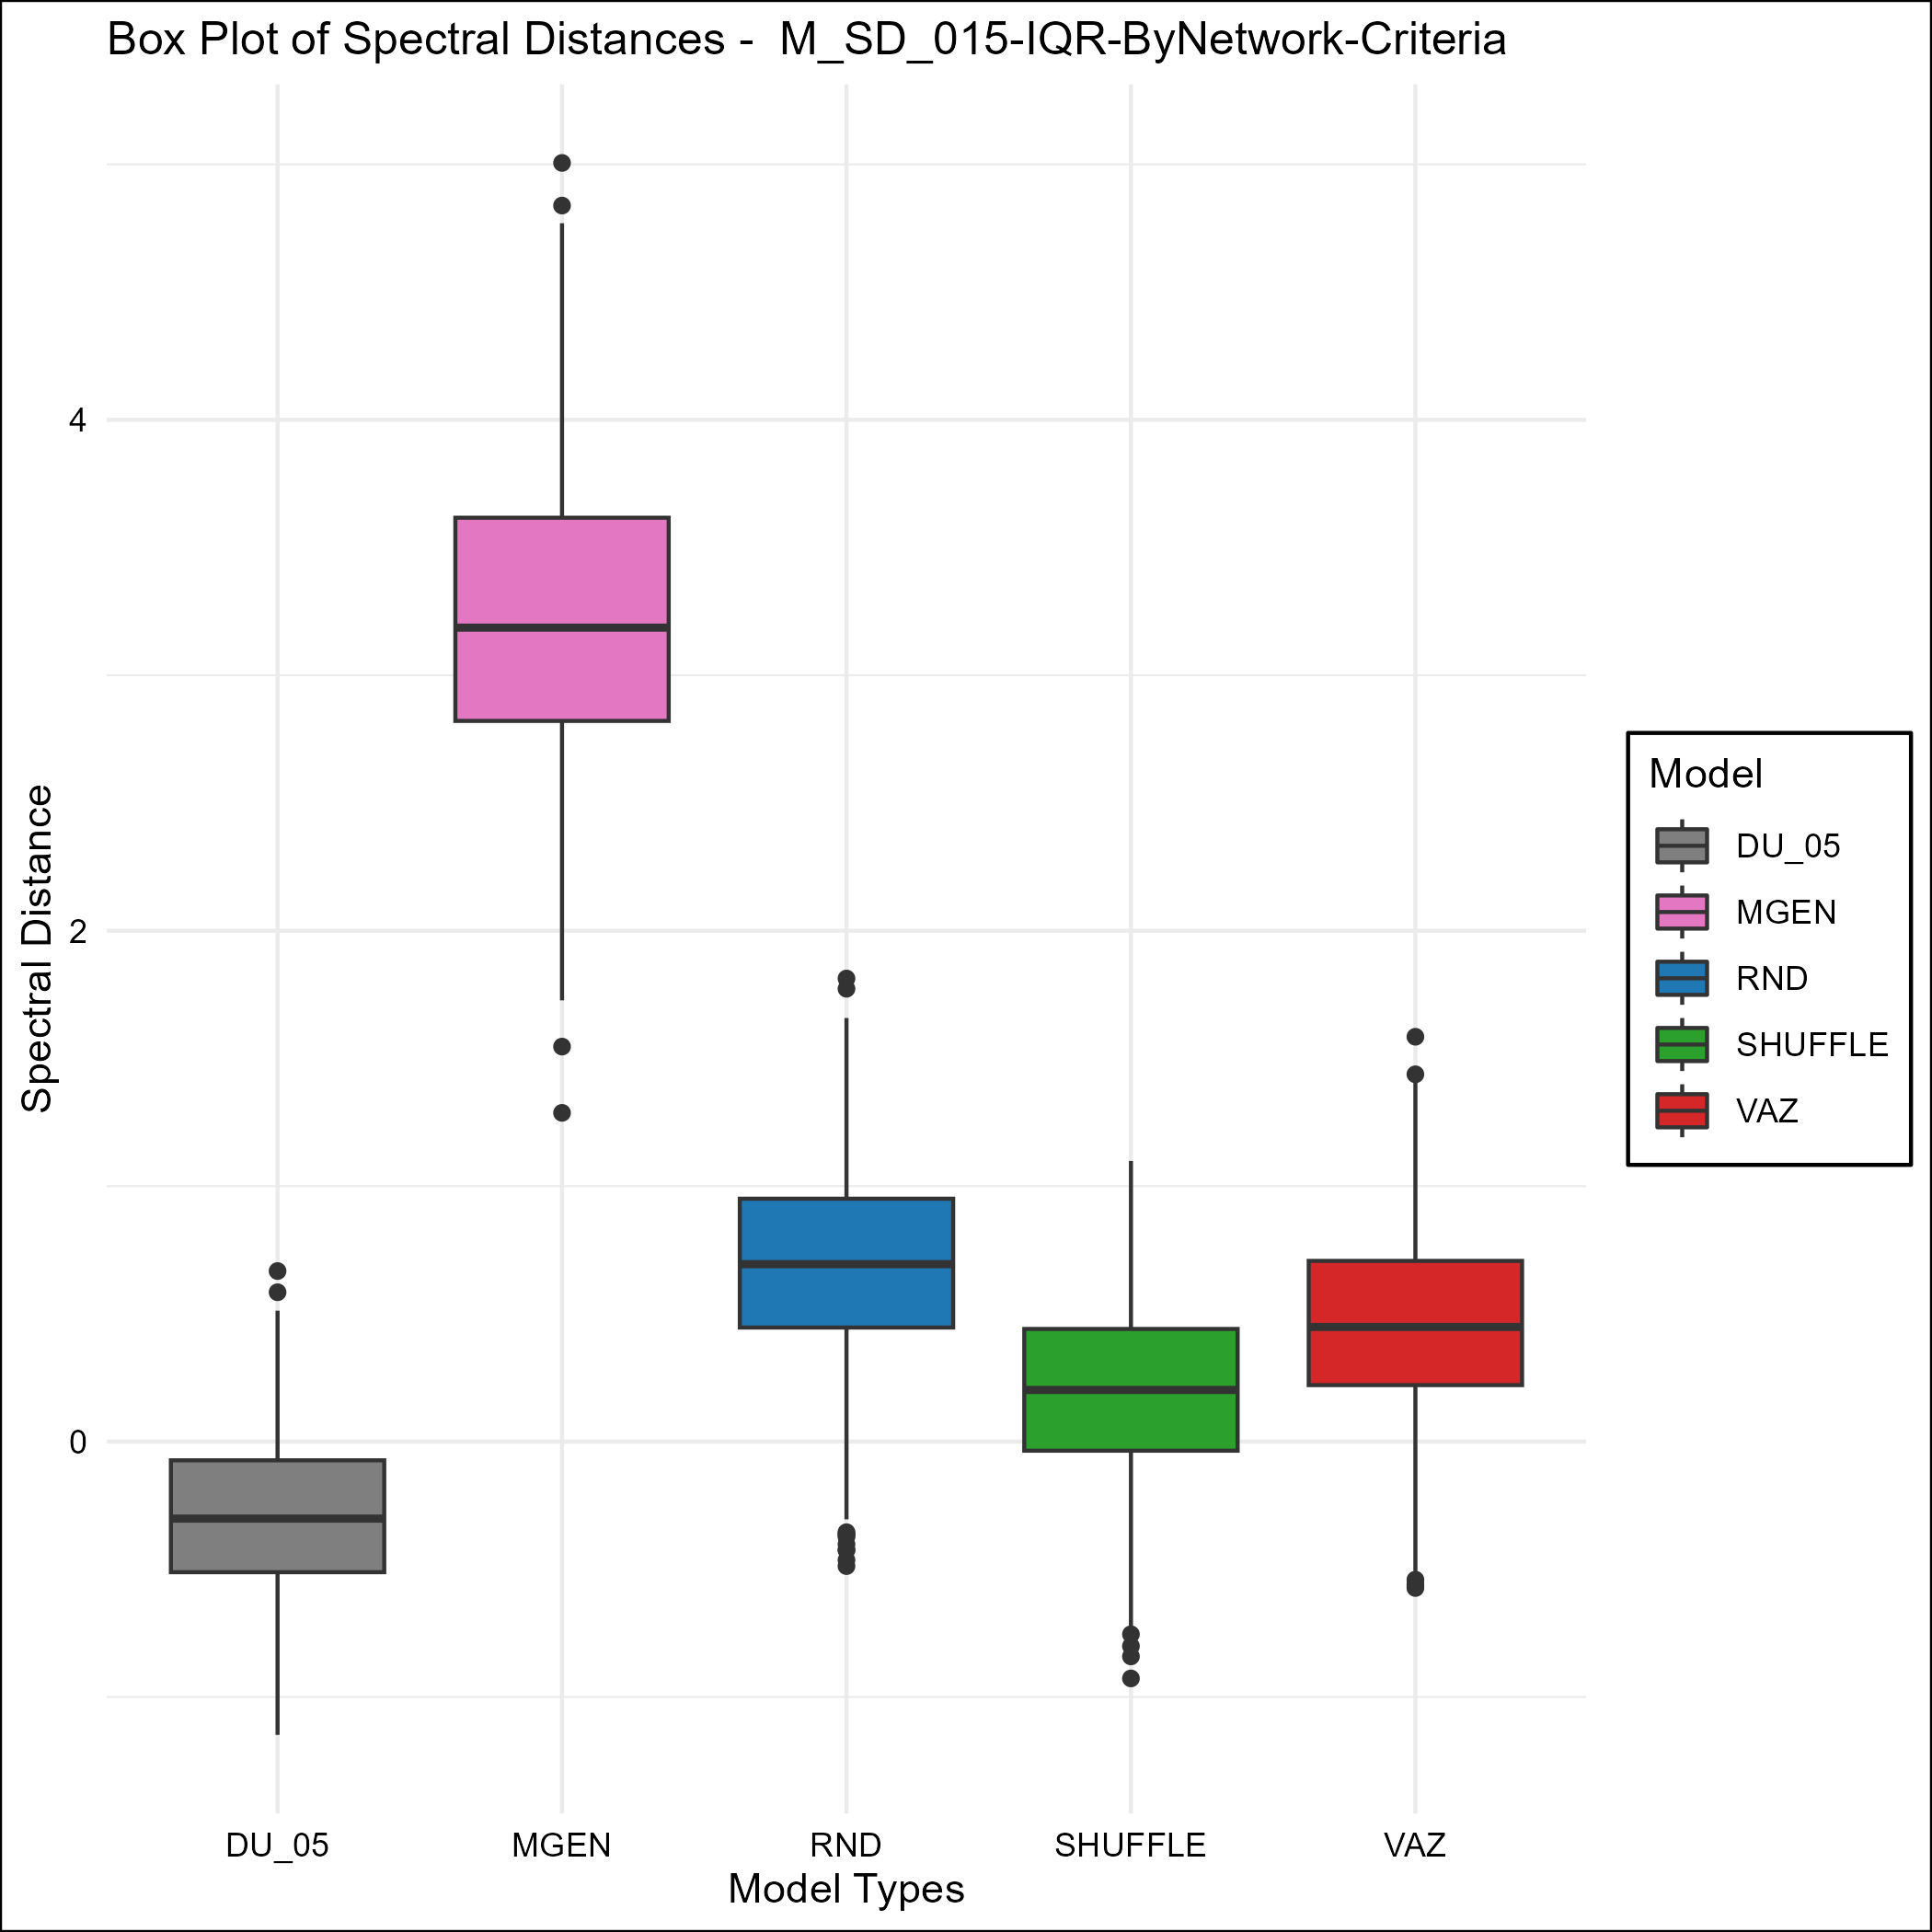 Box Plot of Spectral Distances -  M_SD_015-IQR-ByNetwork-Criteria
4
2
0
Spectral Distance
DU_05
MGEN
RND
SHUFFLE
VAZ
Model Types
Model
DU_05
MGEN
RND
SHUFFLE
VAZ